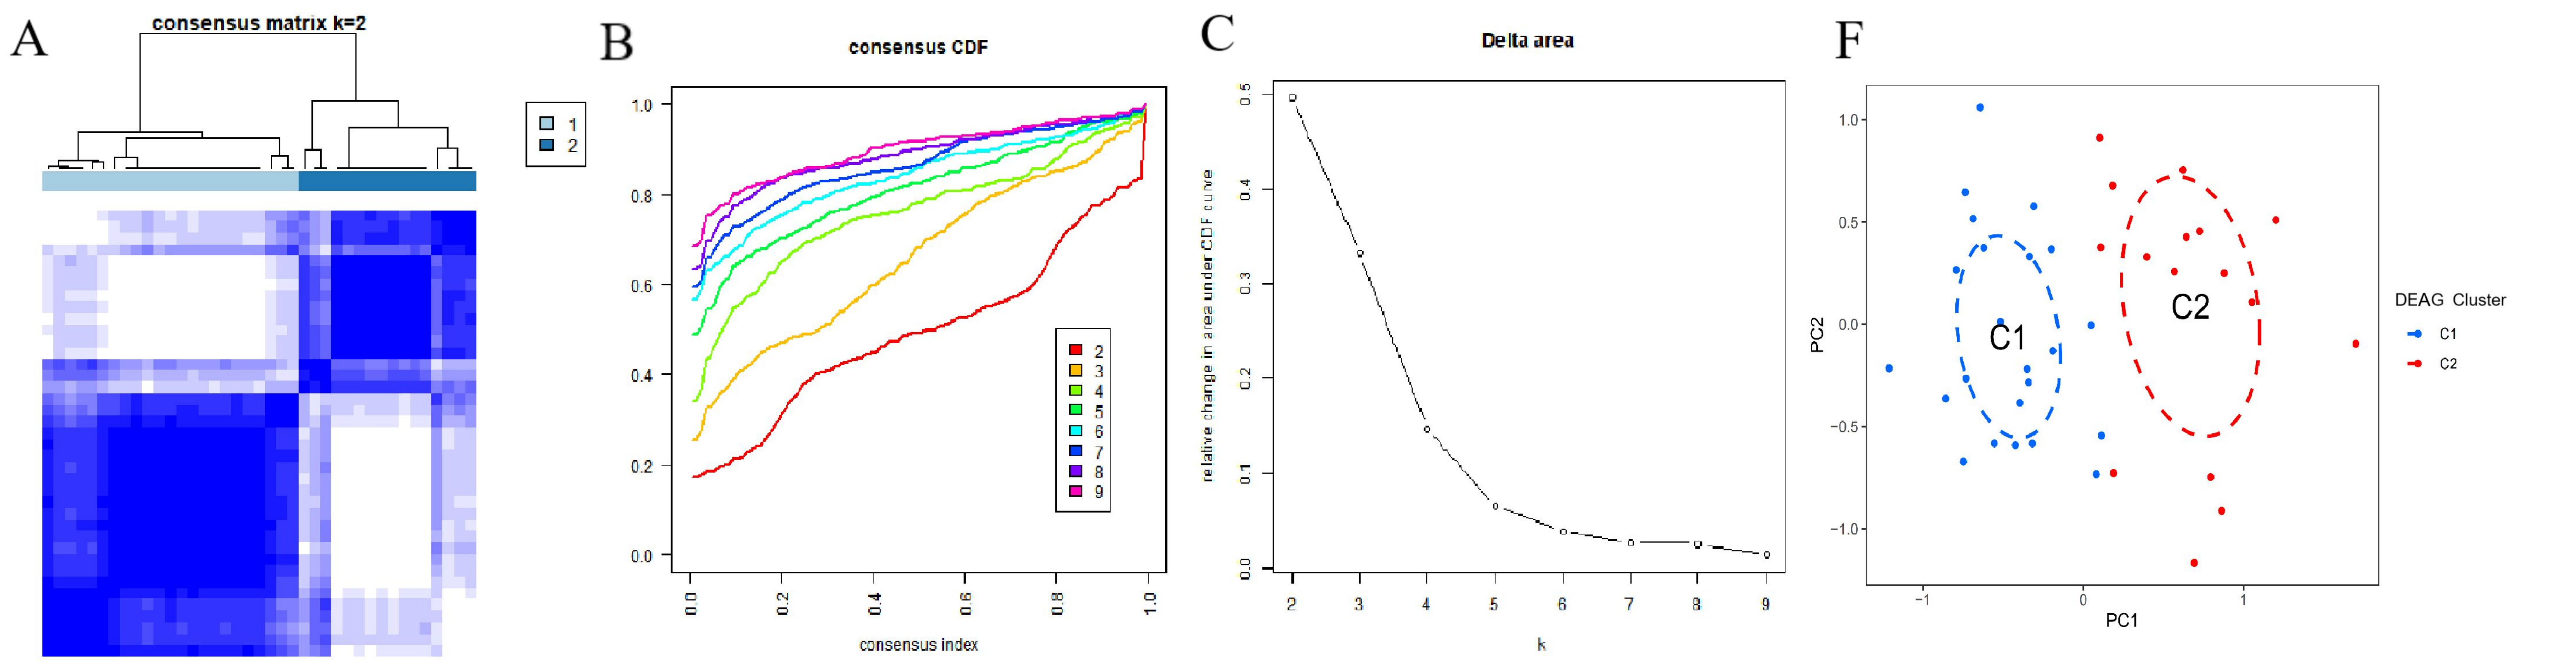 A
consensus matrix k=2
1
2
B
consensus CDF
1.0
0.8
0.6
0.4
0.2
0.0
2
3
4
5
6
7
8
9
0.0
0.2
0.4
0.6
0.8
1.0
consensus index
C
Delta area
relative change in area under CDF curve
0.5
0.4
0.3
0.2
0.1
0.0
2
3
4
5
6
7
8
9
k
F
PC2
1.0
0.5
0.0
−0.5
−1.0
C1
C2
−1
0
1
PC1
DEAG Cluster
C1
C2